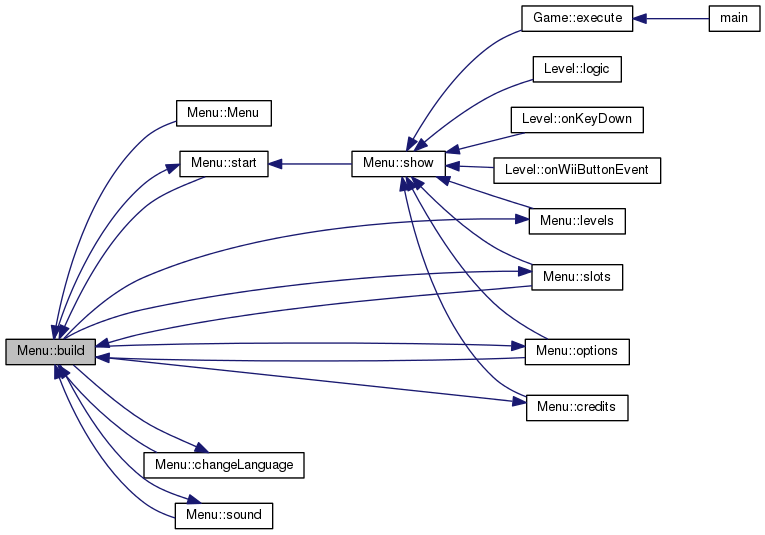 Game::execute
main
Level::logic
Menu::Menu
Level::onKeyDown
Menu::start
Menu::show
Level::onWiiButtonEvent
Menu::levels
Menu::slots
Menu::build
Menu::options
Menu::credits
Menu::changeLanguage
Menu::sound